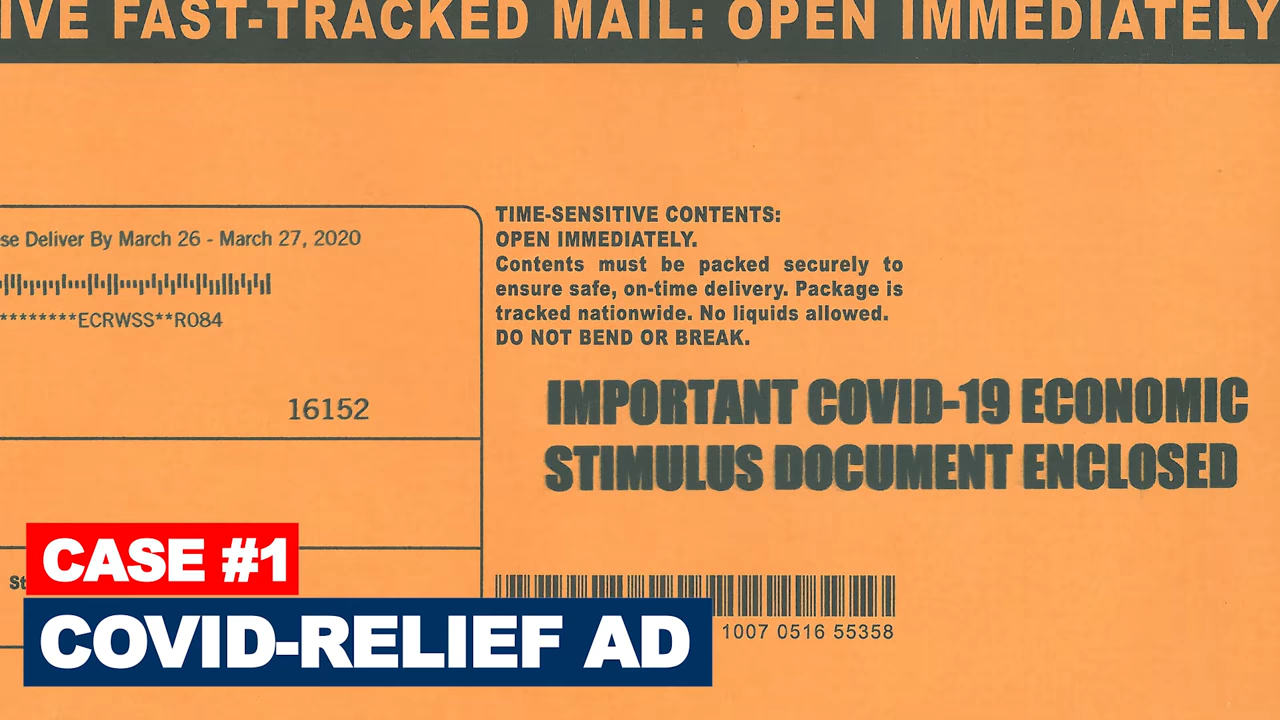 IVE FAST-TRACKED MAIL: OPEN IMMEDIATELY
se Deliver By March 26 - March 27, 2020
********ECRWSS**R084
16152
TIME-SENSITIVE CONTENTS:
OPEN IMMEDIATELY.
Contents must be packed securely to
ensure safe, on-time delivery. Package is
tracked nationwide. No liquids allowed.
DO NOT BEND OR BREAK.
IMPORTANT COVID-19 ECONOMIC
STIMULUS DOCUMENT ENCLOSED
St
1007 0516 55358
CASE #1
COVID-RELIEF AD